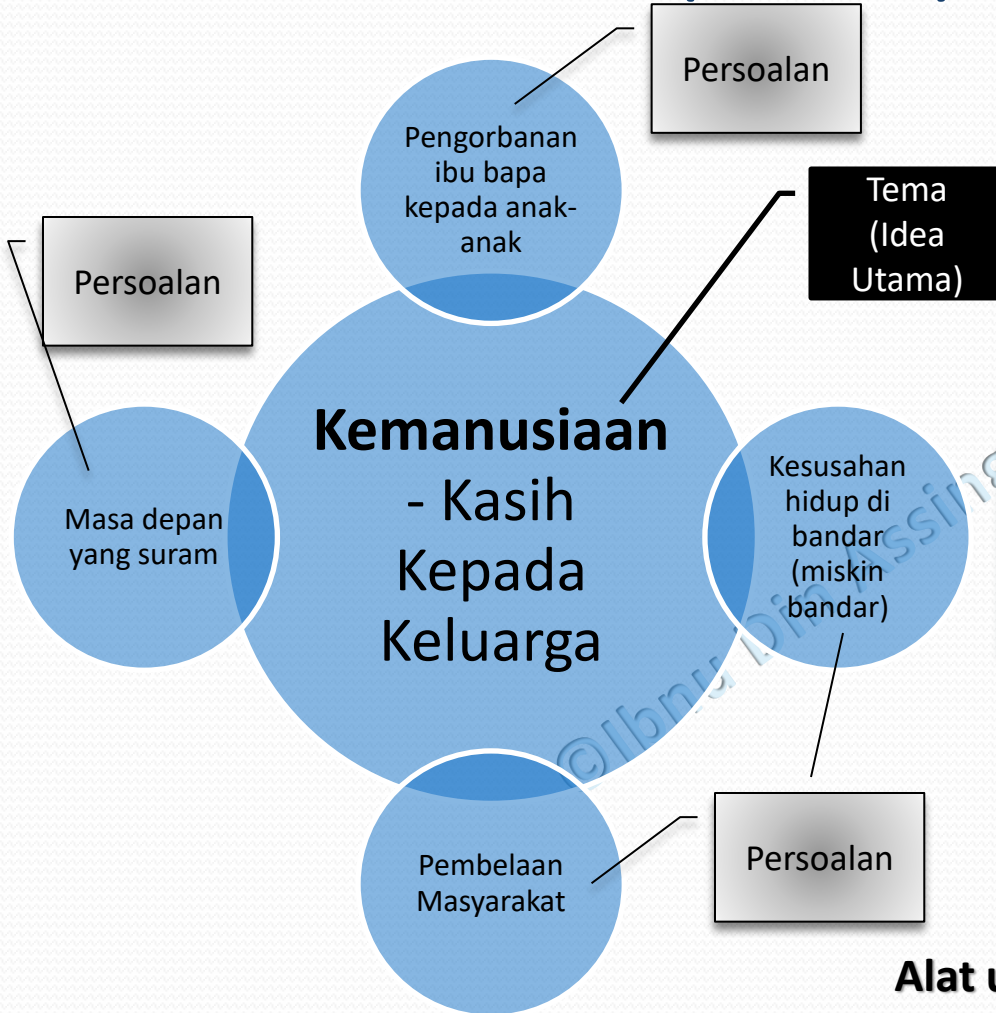 Persoalan
Pengorbanan
ibu bapa
kepada anak-
anak
Tema
(Idea
Utama)
Persoalan
Kemanusiaan
- Kasih
Kepada
Keluarga
Masa depan
yang suram
Kesusahan
hidup di
bandar
(miskin
bandar)
©Ibnu Din Assing
Persoalan
Pembelaan
Masyarakat
Alat u